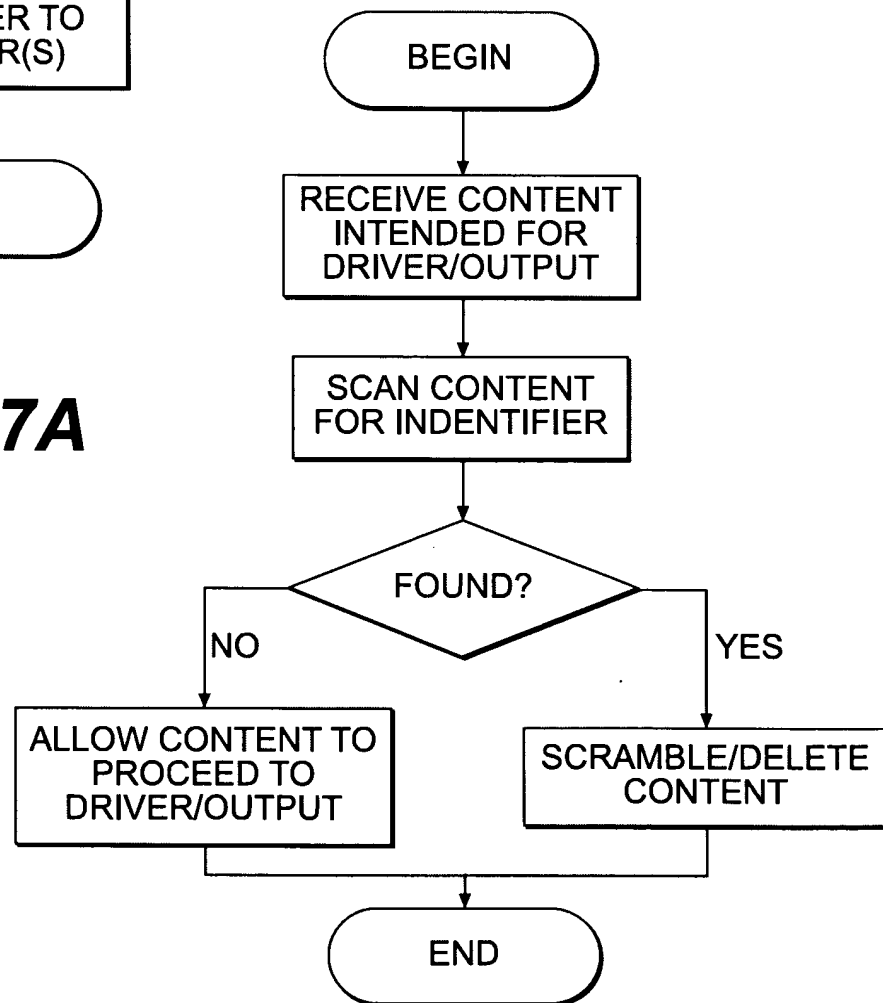 ER TO
R(S)
7A
BEGIN
RECEIVE CONTENT
INTENDED FOR
DRIVER/OUTPUT
SCAN CONTENT
FOR INDENTIFIER
FOUND?
NO
YES
ALLOW CONTENT TO
PROCEED TO
DRIVER/OUTPUT
SCRAMBLE/DELETE
CONTENT
END